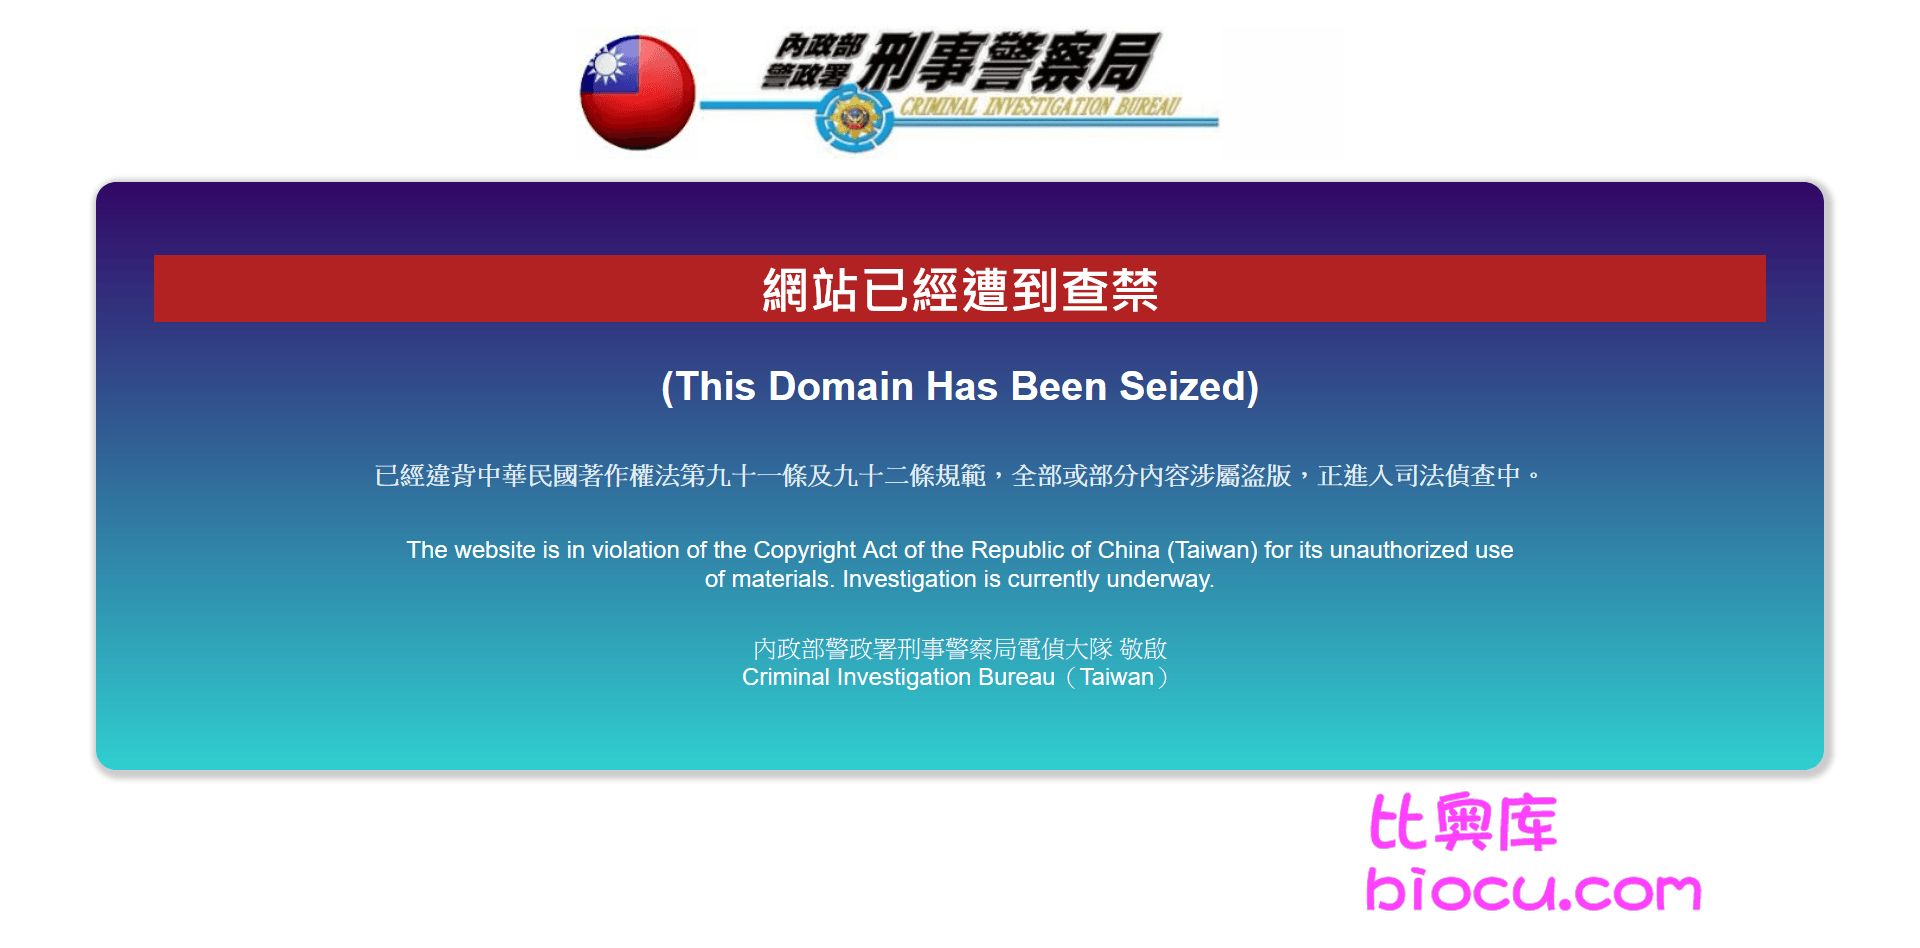 內政部
警政署
刑事警察局
CRIMINAL INVESTIGATION BUREAU
網站已經遭到查禁
(This Domain Has Been Seized)
已經違背中華民國著作權法第九十一條及九十二條規範，全部或部分內容涉屬盜版，正進入司法偵查中。
The website is in violation of the Copyright Act of the Republic of China (Taiwan) for its unauthorized use
of materials. Investigation is currently underway.
內政部警政署刑事警察局電偵大隊 敬啟
Criminal Investigation Bureau（Taiwan）
比奥库
biocu.com